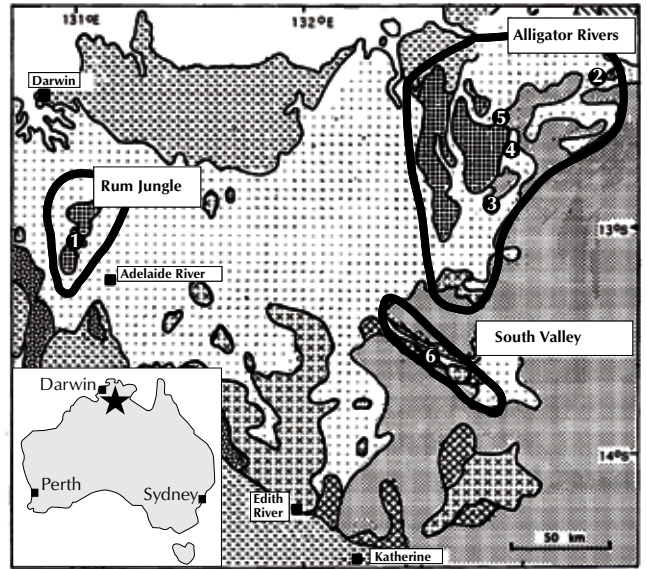 131°E
132°E
Alligator Rivers
Darwin
2
5
4
Rum Jungle
3
1
13°S
Adelaide River
South Valley
6
Darwin
14°S
Perth
Sydney
Edith
River
50 km
Katherine